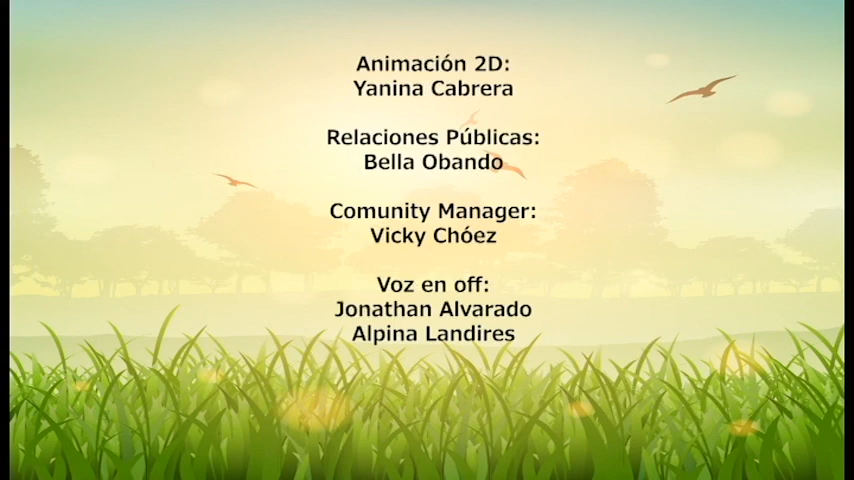 Animación 2D:
Yanina Cabrera
Relaciones Públicas:
Bella Obando
Comunity Manager:
Vicky Chóez
Voz en off:
Jonathan Alvarado
Alpina Landires